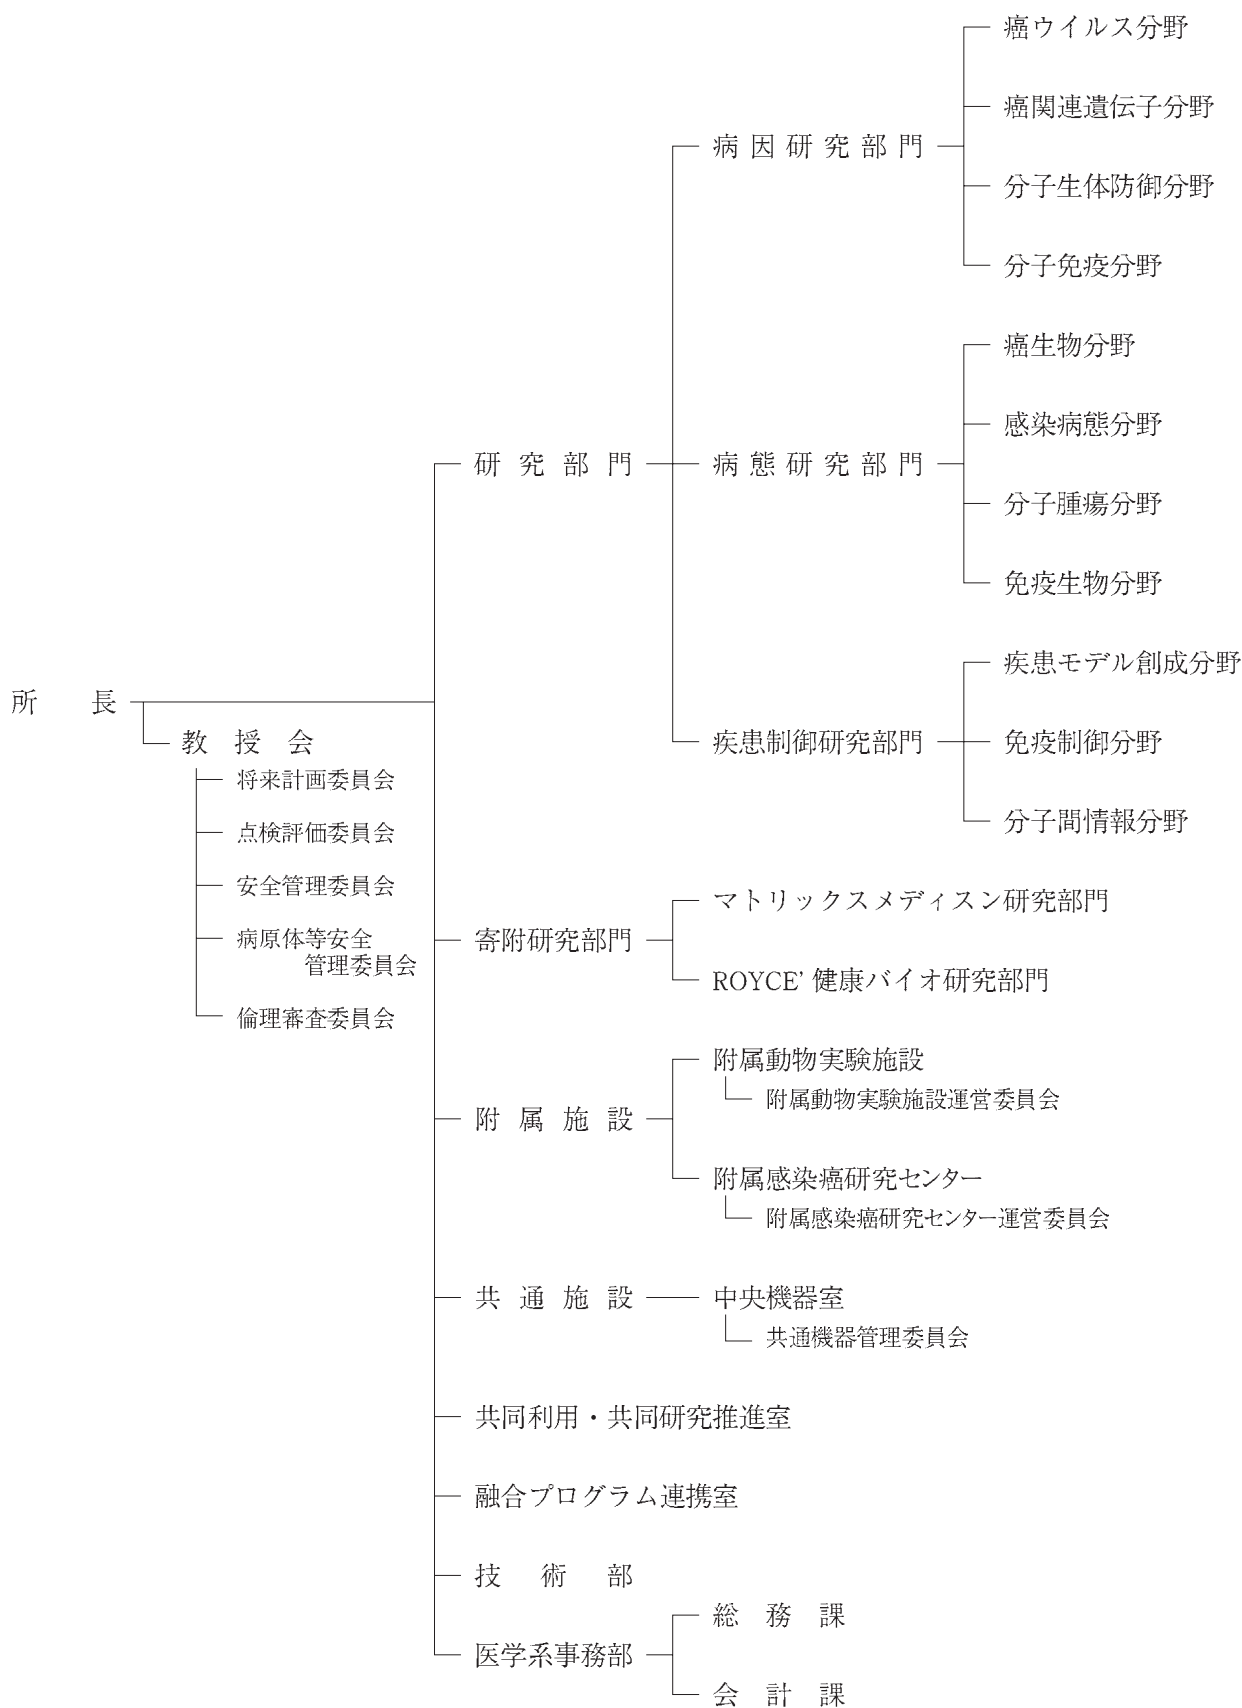 所長
教授会
将来計画委員会
点検評価委員会
安全管理委員会
病原体等安全
管理委員会
倫理審査委員会
研究部門
病因研究部門
癌ウイルス分野
癌関連遺伝子分野
分子生体防御分野
分子免疫分野
病態研究部門
癌生物分野
感染病態分野
分子腫瘍分野
免疫生物分野
疾患制御研究部門
疾患モデル創成分野
免疫制御分野
分子間情報分野
寄附研究部門
マトリックスメディスン研究部門
ROYCE’健康バイオ研究部門
附属施設
附属動物実験施設
附属動物実験施設運営委員会
附属感染癌研究センター
附属感染癌研究センター運営委員会
共通施設
中央機器室
共通機器管理委員会
共同利用・共同研究推進室
融合プログラム連携室
技術部
医学系事務部
総務課
会計課